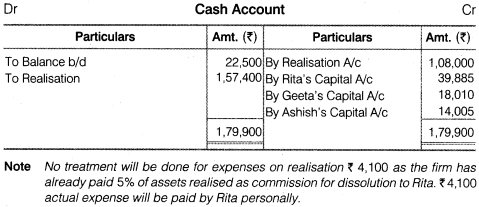 Dr Cash Account Cr
Particulars Amt. (₹) Particulars Amt. (₹)
To Balance b/d 22,500 By Realisation A/c 1,08,000
To Realisation 1,57,400 By Rita's Capital A/c 39,885
By Geeta's Capital A/c 18,010
By Ashish's Capital A/c 14,005
1,79,900 1,79,900
Note No treatment will be done for expenses on realisation ₹ 4,100 as the firm has
already paid 5% of assets realised as commission for dissolution to Rita. ₹ 4,100
actual expense will be paid by Rita personally.